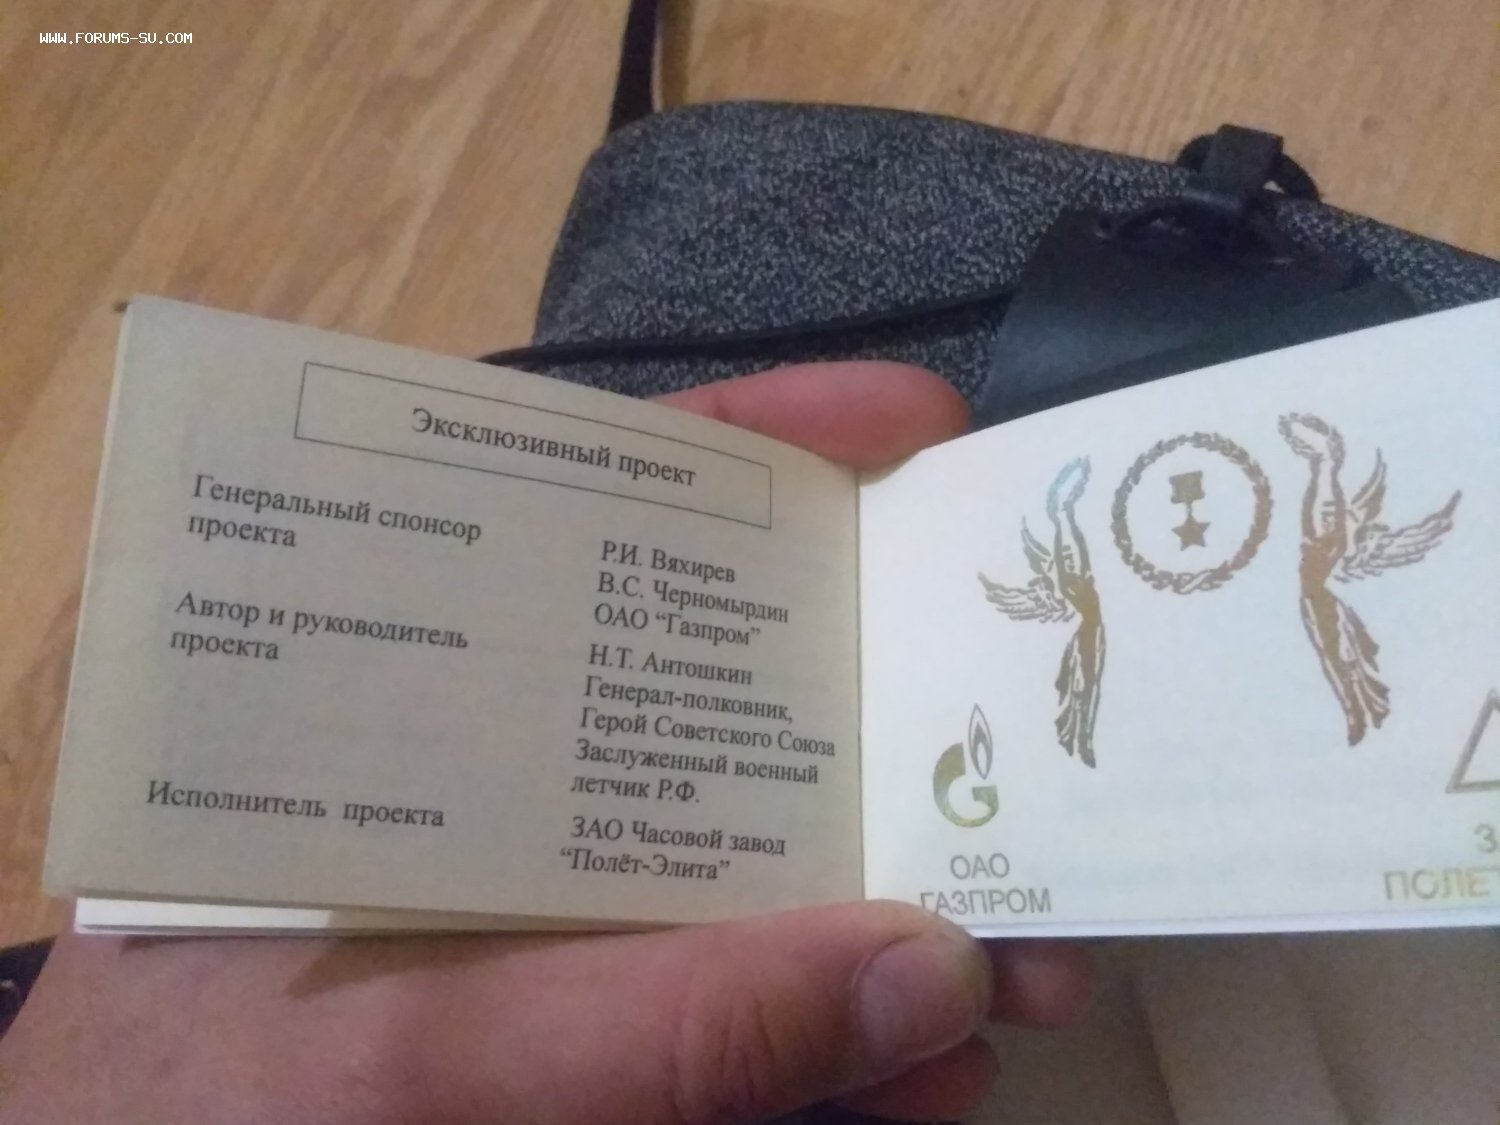 WWW.FORUMS-SU.COM
Эксклюзивный проект
Генеральный спонсор
проекта
Р.И. Вяхирев
В.С. Черномырдин
ОАО “Газпром”
Автор и руководитель
проекта
Н.Т. Антошкин
Генерал-полковник,
Герой Советского Союза
Заслуженный военный
летчик Р.Ф.
Исполнитель проекта
ЗАО Часовой завод
“Полёт-Элита”
ОАО
ГАЗПРОМ